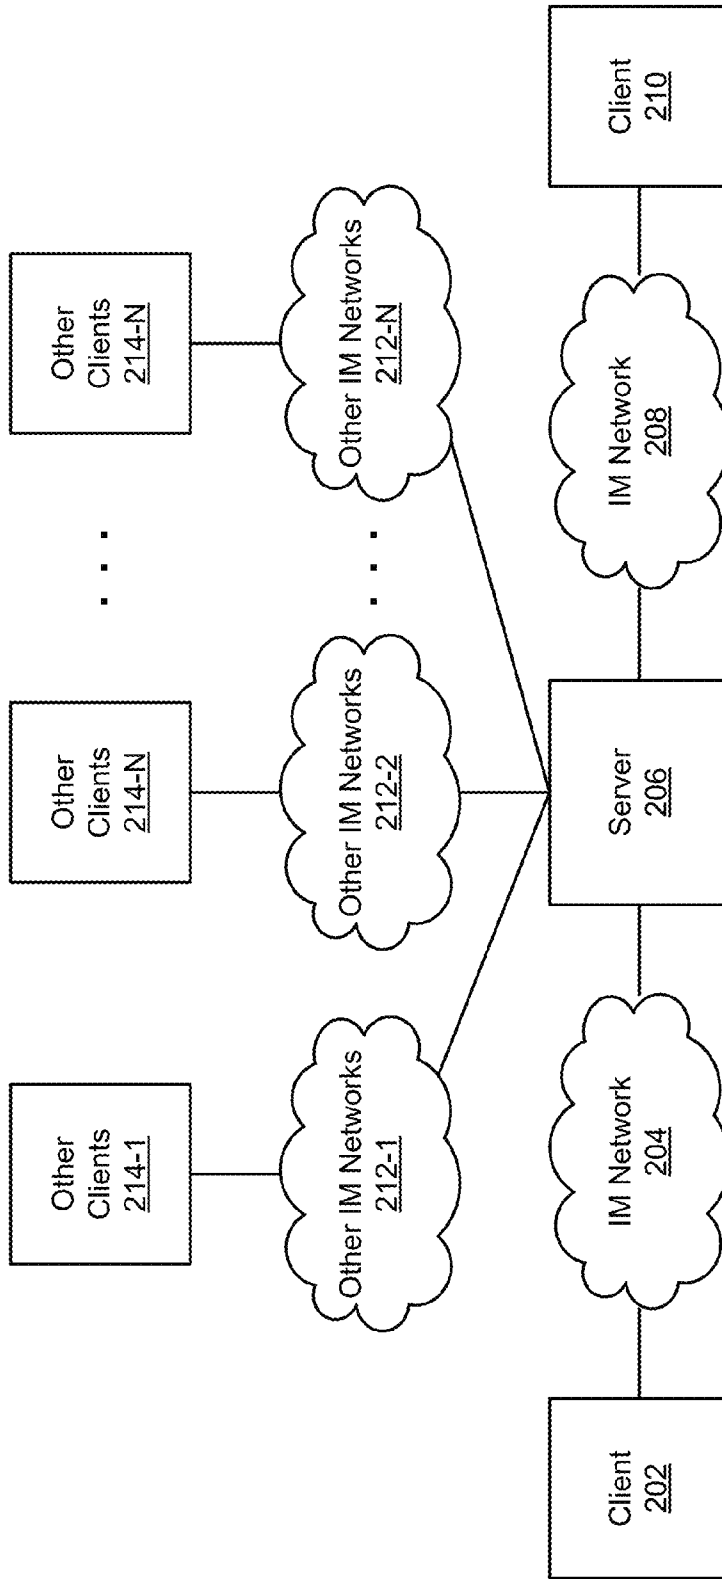 Other
Clients
214-1
Other
Clients
214-N
. . .
Other
Clients
214-N
Other IM Networks
212-1
Other IM Networks
212-2
. . .
Other IM Networks
212-N
Client
202
IM Network
204
Server
206
IM Network
208
Client
210